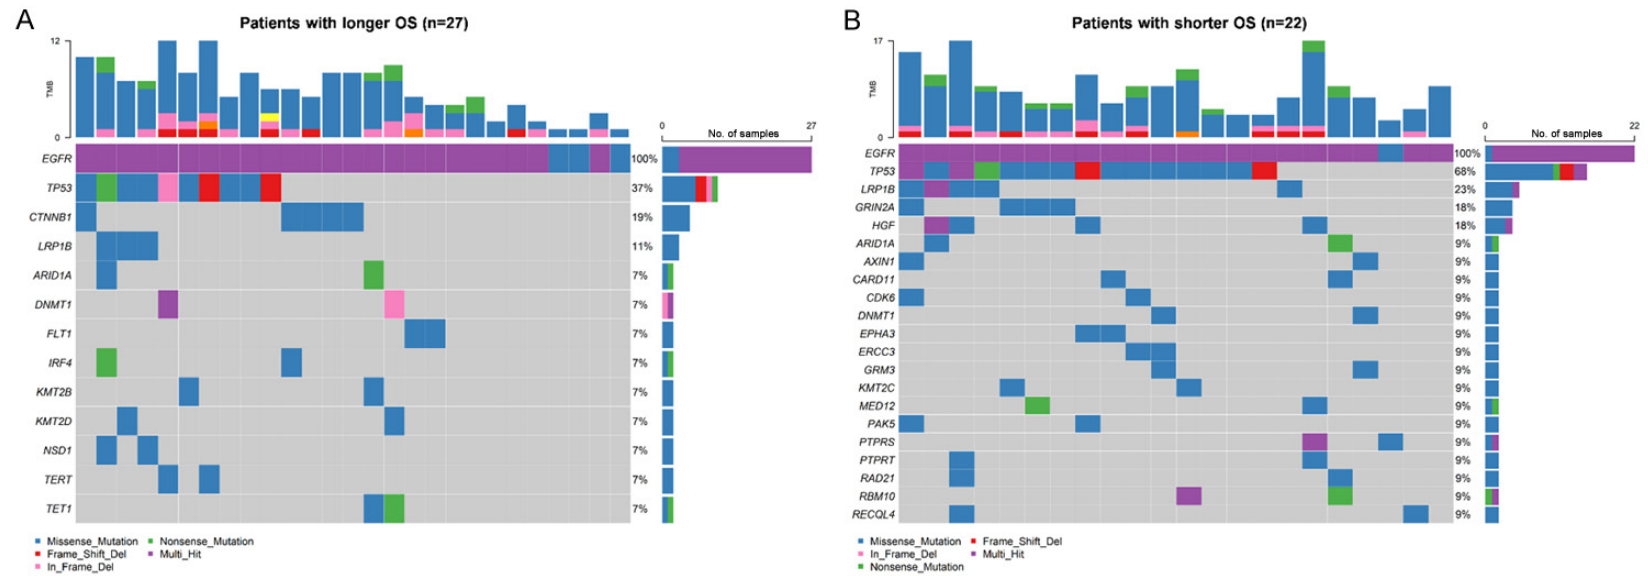 A
Patients with longer OS (n=27)
12
TMB
0
0
27
No. of samples
EGFR 100%
TP53 37%
CTNNB1 19%
LRP1B 11%
ARID1A 7%
DNMT1 7%
FLT1 7%
IRF4 7%
KMT2B 7%
KMT2D 7%
NSD1 7%
TERT 7%
TET1 7%
Missense_Mutation Nonsense_Mutation
Frame_Shift_Del Multi_Hit
In_Frame_Del
B
Patients with shorter OS (n=22)
17
TMB
0
0
22
No. of samples
EGFR 100%
TP53 68%
LRP1B 23%
GRIN2A 18%
HGF 18%
ARID1A 9%
AXIN1 9%
CARD11 9%
CDK6 9%
DNMT1 9%
EPHA3 9%
ERCC3 9%
GRM3 9%
KMT2C 9%
MED12 9%
PAK5 9%
PTPRS 9%
PTPRT 9%
RAD21 9%
RBM10 9%
RECQL4 9%
Missense_Mutation Frame_Shift_Del
In_Frame_Del Multi_Hit
Nonsense_Mutation